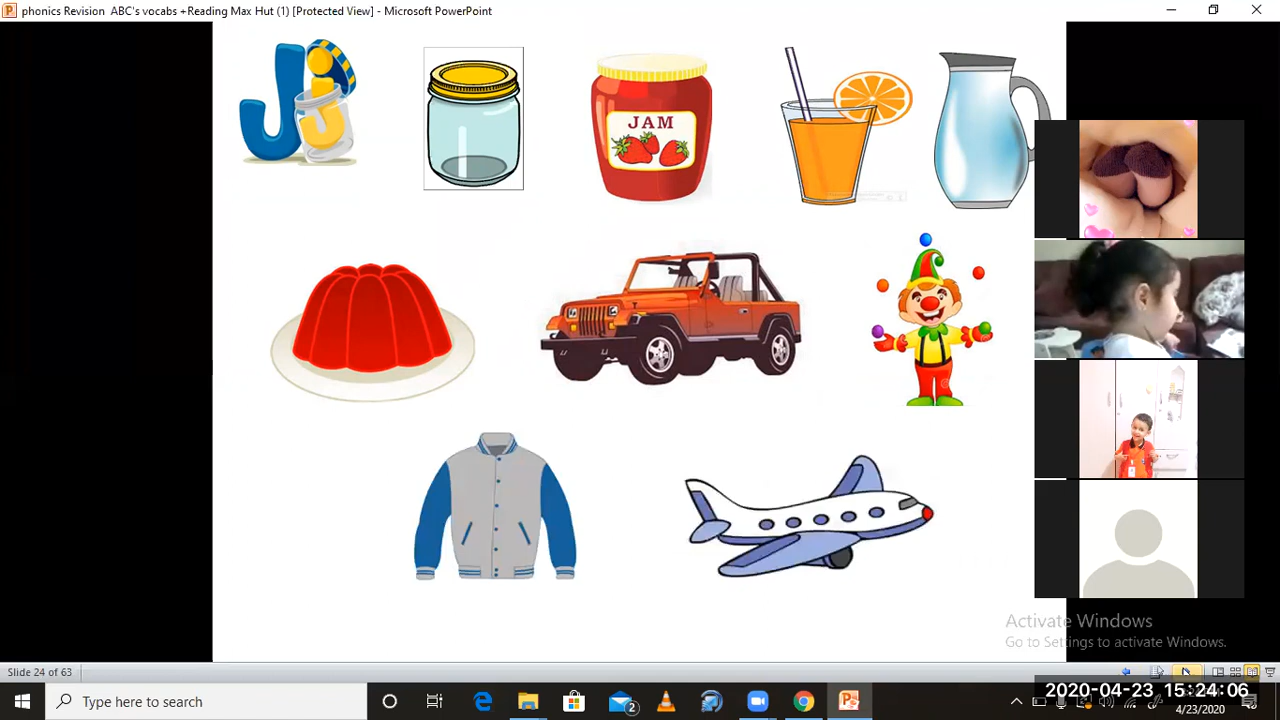 phonics Revision ABC's vocabs +Reading Max Hut (1) [Protected View] - Microsoft PowerPoint
J
JAM
Activate Windows
Go to Settings to activate Windows.
Slide 24 of 63
Type here to search
2
2020-04-23 15:24:06
4/23/2020